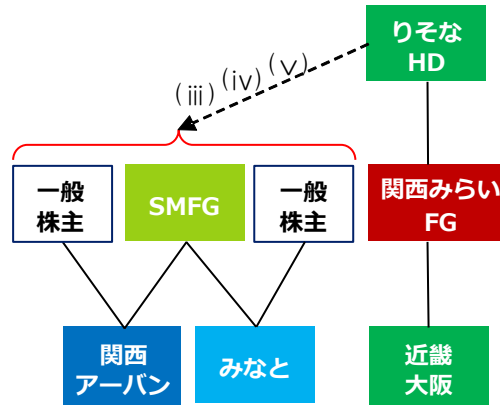 りそな
HD
(ⅲ) (ⅳ) (ⅴ)
一般
株主
SMFG
一般
株主
関西みらい
FG
関西
アーバン
みなと
近畿
大阪